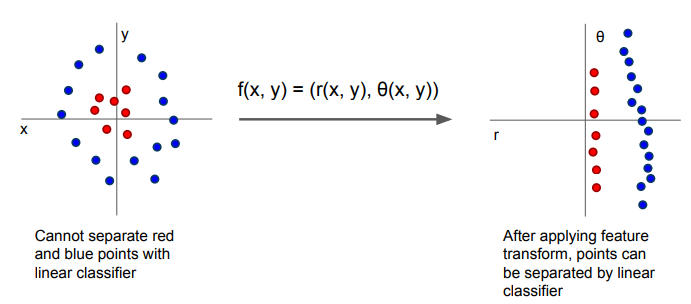 y
x
f(x, y) = (r(x, y), θ(x, y))
θ
r
Cannot separate red
and blue points with
linear classifier
After applying feature
transform, points can
be separated by linear
classifier